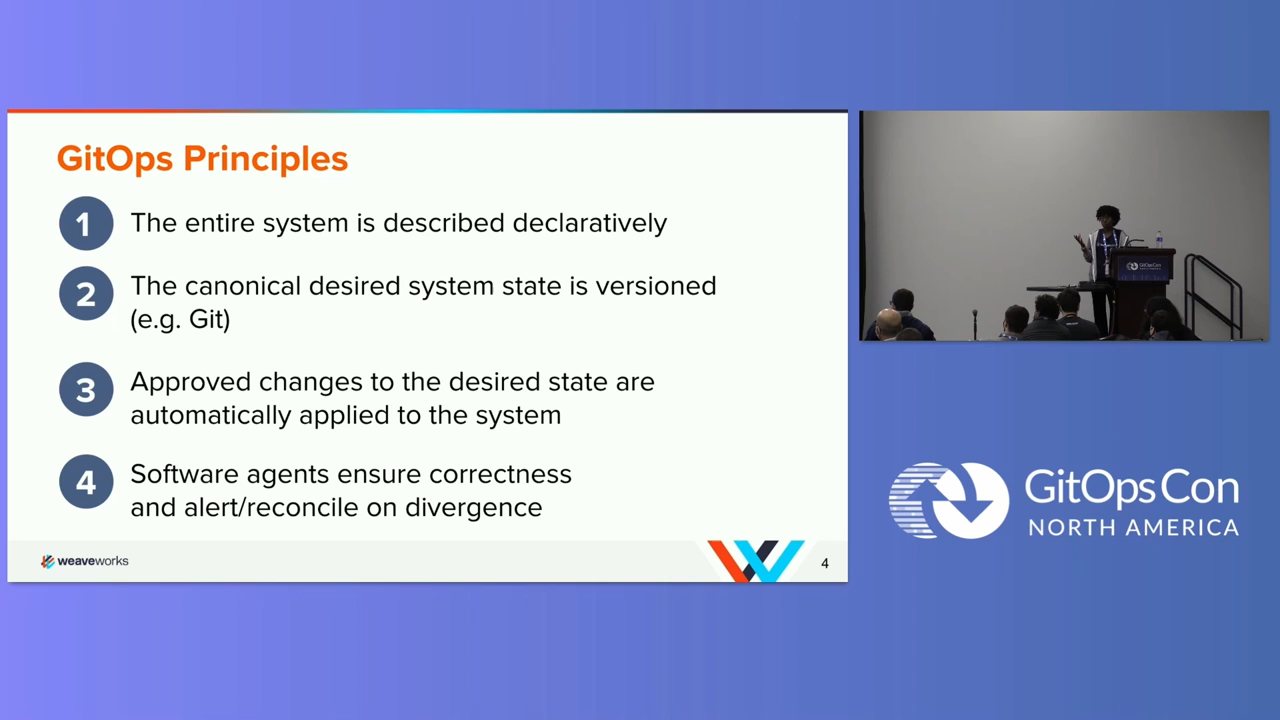 GitOps Principles
1 The entire system is described declaratively
2 The canonical desired system state is versioned
(e.g. Git)
3 Approved changes to the desired state are
automatically applied to the system
4 Software agents ensure correctness
and alert/reconcile on divergence
weaveworks
4
GitOpsCon
GitOpsCon
NORTH AMERICA